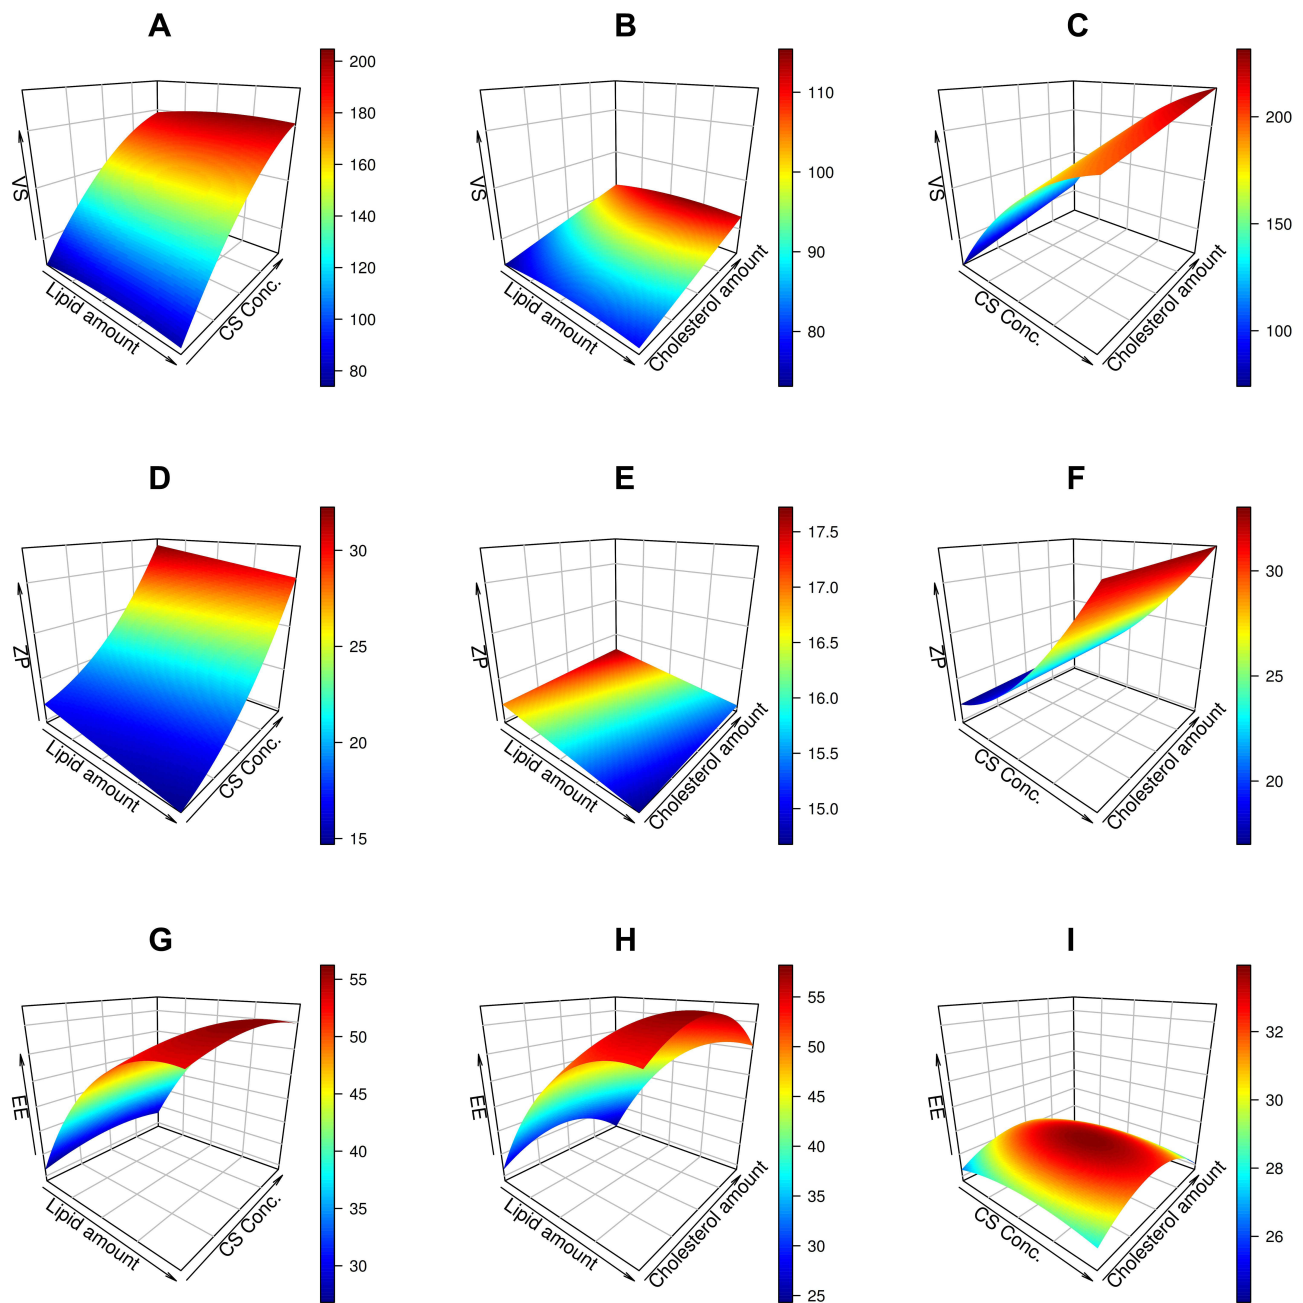 A
B
C
VS
Lipid amount
CS Conc.
200
180
160
140
120
100
80
VS
Lipid amount
Cholesterol amount
110
100
90
80
VS
CS Conc.
Cholesterol amount
200
150
100
D
E
F
ZP
Lipid amount
CS Conc.
30
25
20
15
ZP
Lipid amount
Cholesterol amount
17.5
17.0
16.5
16.0
15.5
15.0
ZP
CS Conc.
Cholesterol amount
30
25
20
G
H
I
EE
Lipid amount
CS Conc.
55
50
45
40
35
30
EE
Lipid amount
Cholesterol amount
55
50
45
40
35
30
25
EE
CS Conc.
Cholesterol amount
32
30
28
26